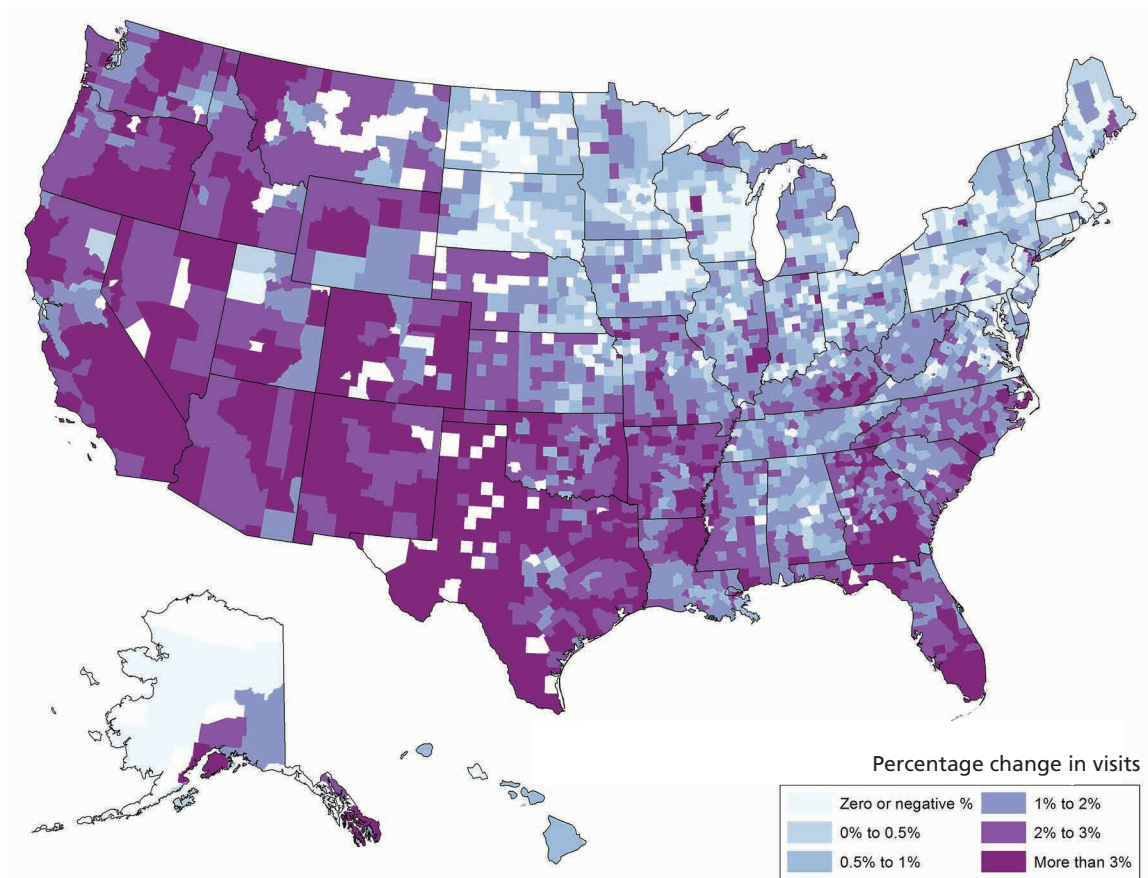 Percentage change in visits
Zero or negative %
0% to 0.5%
0.5% to 1%
1% to 2%
2% to 3%
More than 3%